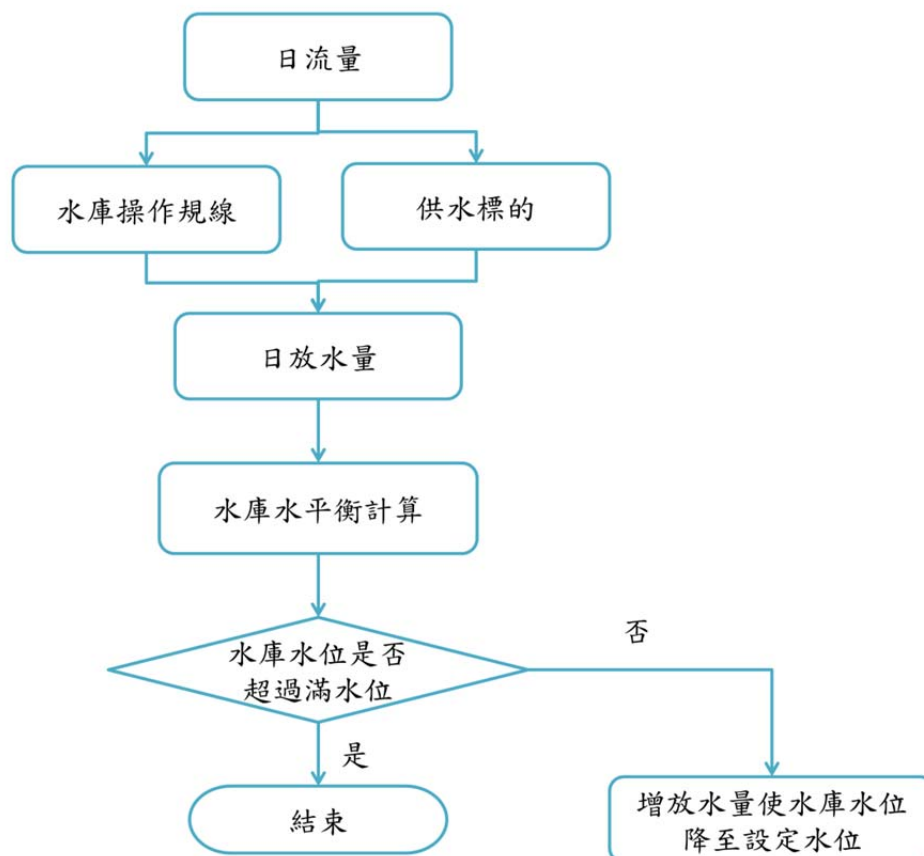 日流量
水庫操作規線
供水標的
日放水量
水庫水平衡計算
水庫水位是否
超過滿水位
否
是
結束
增放水量使水庫水位
降至設定水位